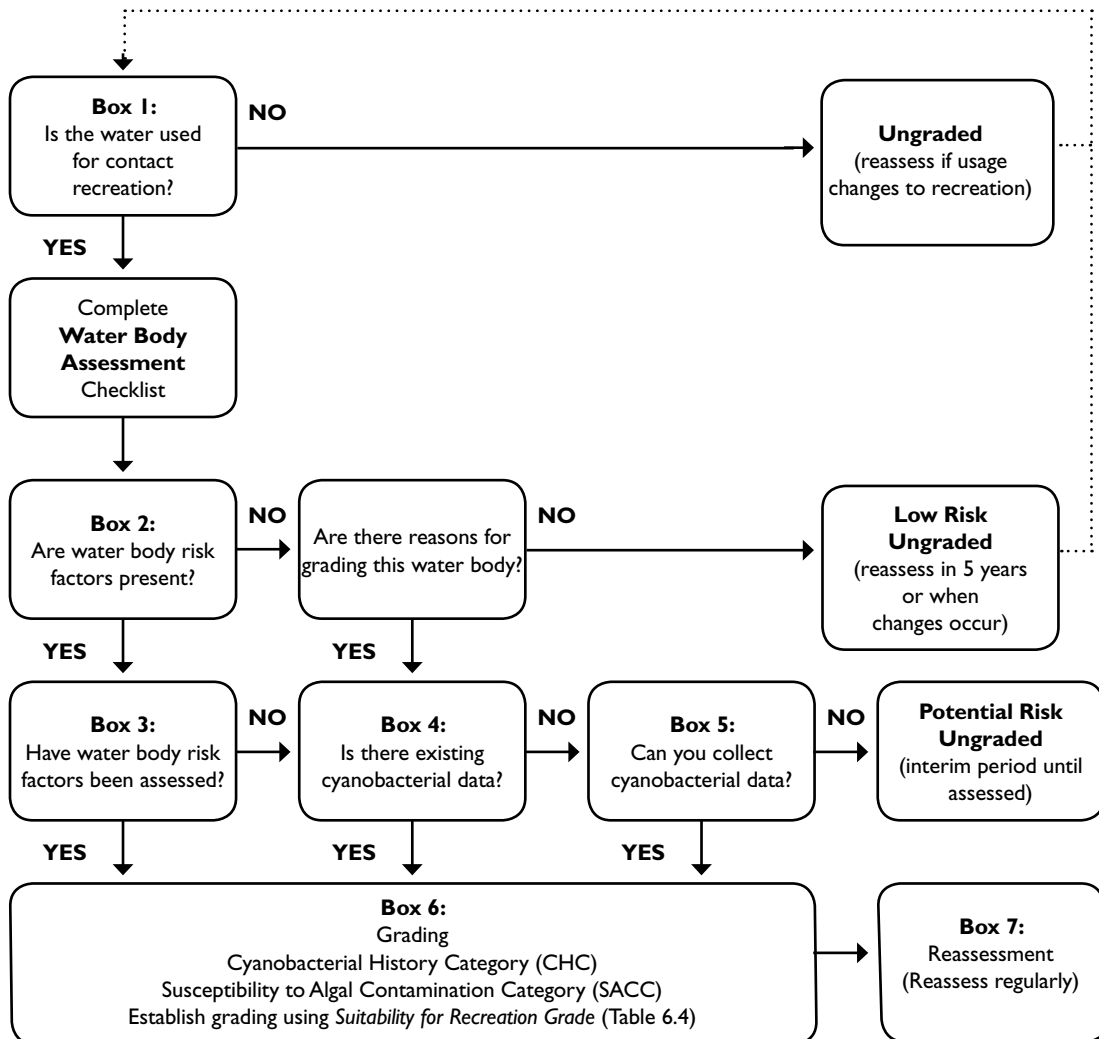 Box 1:
Is the water used
for contact
recreation?
NO
Ungraded
(reassess if usage
changes to recreation)
YES
Complete
Water Body
Assessment
Checklist
Box 2:
Are water body risk
factors present?
NO
Are there reasons for
grading this water body?
NO
Low Risk
Ungraded
(reassess in 5 years
or when
changes occur)
YES
YES
Box 3:
Have water body risk
factors been assessed?
NO
Box 4:
Is there existing
cyanobacterial data?
NO
Box 5:
Can you collect
cyanobacterial data?
NO
Potential Risk
Ungraded
(interim period until
assessed)
YES
YES
YES
Box 6:
Grading
Cyanobacterial History Category (CHC)
Susceptibility to Algal Contamination Category (SACC)
Establish grading using Suitability for Recreation Grade (Table 6.4)
Box 7:
Reassessment
(Reassess regularly)